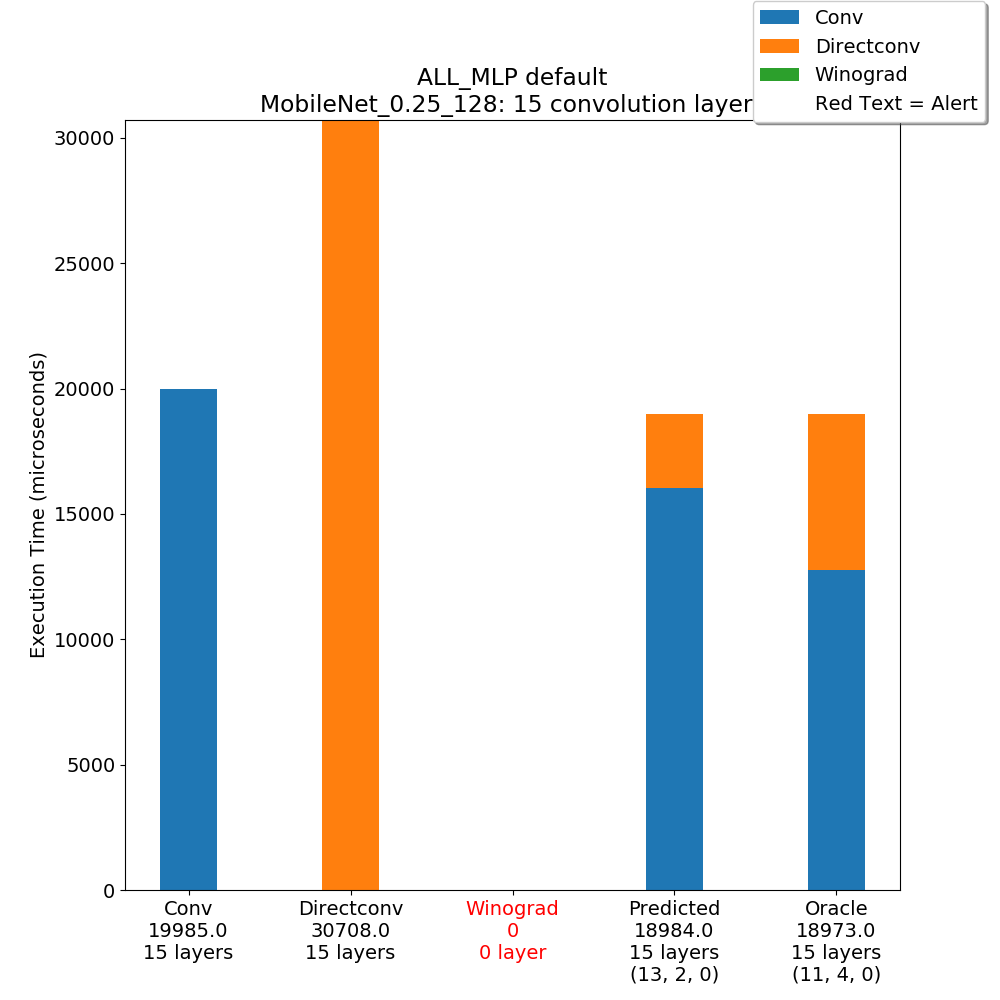 Conv
Directconv
Winograd
Red Text = Alert
ALL_MLP default
MobileNet_0.25_128: 15 convolution layer
30000
25000
20000
15000
10000
5000
0
Execution Time (microseconds)
Conv
19985.0
15 layers
Directconv
30708.0
15 layers
Winograd
0
0 layer
Predicted
18984.0
15 layers
(13, 2, 0)
Oracle
18973.0
15 layers
(11, 4, 0)